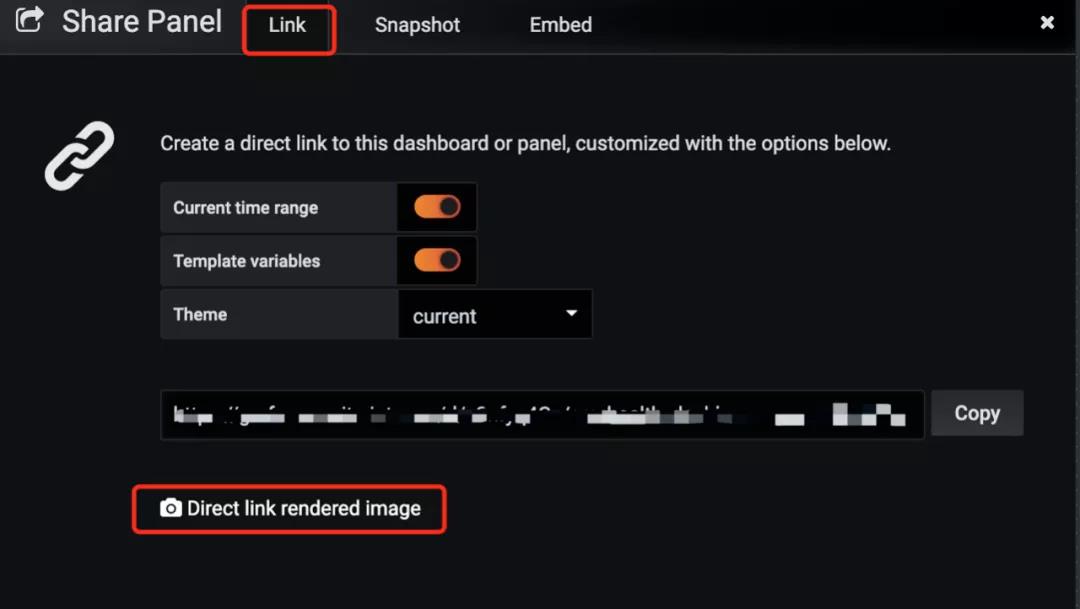 Share Panel Link Snapshot Embed
Create a direct link to this dashboard or panel, customized with the options below.
Current time range
Template variables
Theme current
Copy
Direct link rendered image